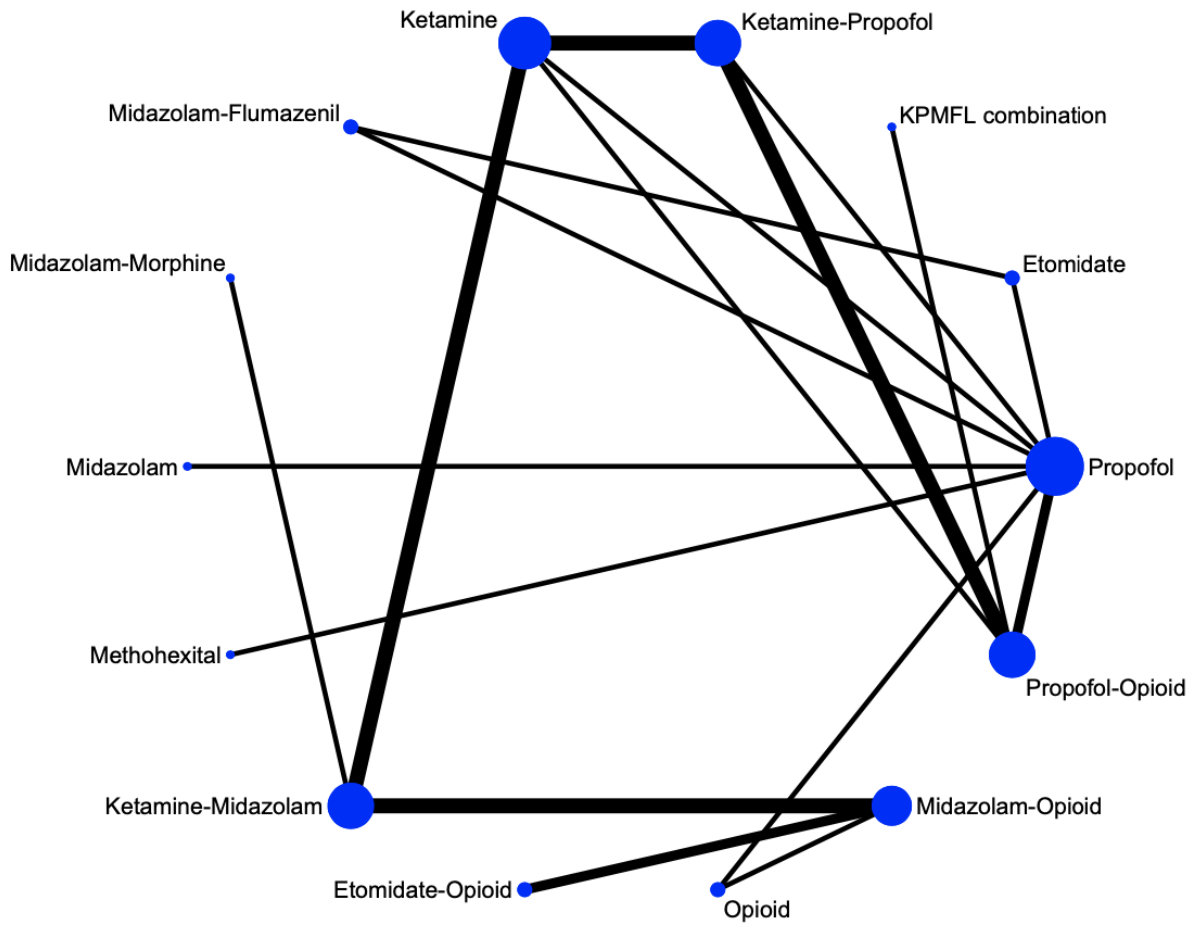 Ketamine
Ketamine-Propofol
Midazolam-Flumazenil
KPMFL combination
Midazolam-Morphine
Etomidate
Midazolam
Propofol
Methohexital
Propofol-Opioid
Ketamine-Midazolam
Midazolam-Opioid
Etomidate-Opioid
Opioid